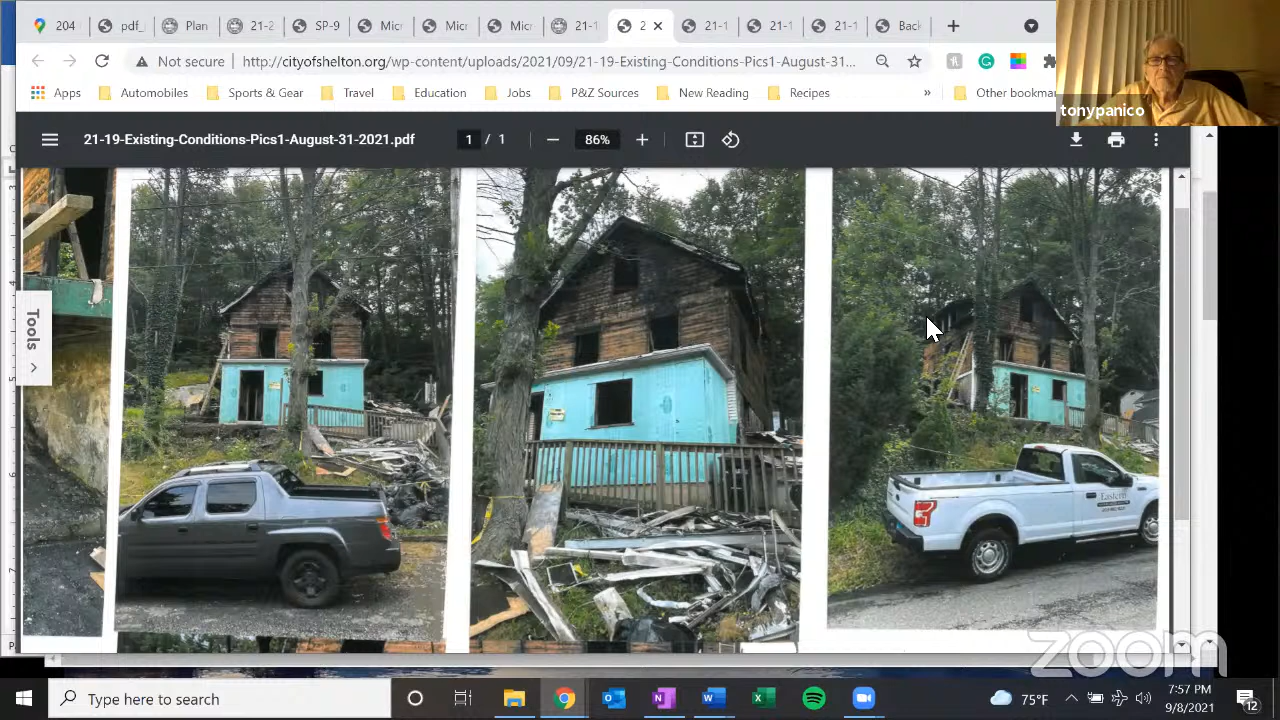 204
pdf_
Plan
21-2
SP-9
Micr
Micr
Micr
21-1
2
21-1
21-1
21-1
Back
Not secure
http://cityofshelton.org/wp-content/uploads/2021/09/21-19-Existing-Conditions-Pics1-August-31-...
Apps
Automobiles
Sports & Gear
Travel
Education
Jobs
P&Z Sources
New Reading
Recipes
»
Other bookmar
tonypanico
21-19-Existing-Conditions-Pics1-August-31-2021.pdf
1 / 1
86%
Tools
Eastern
zoom
Type here to search
75°F
7:57 PM
9/8/2021
12